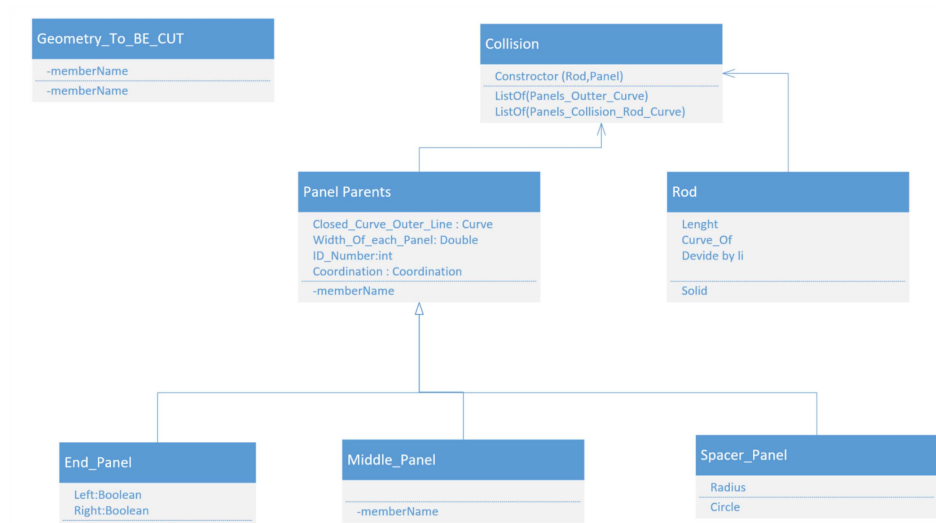 Geometry_To_BE_CUT
-memberName
-memberName
Collision
Constroctor (Rod,Panel)
ListOf(Panels_Outter_Curve)
ListOf(Panels_Collision_Rod_Curve)
Panel Parents
Closed_Curve_Outer_Line : Curve
Width_Of_each_Panel: Double
ID_Number:int
Coordination : Coordination
-memberName
Rod
Lenght
Curve_Of
Devide by li
Solid
End_Panel
Left:Boolean
Right:Boolean
Middle_Panel
-memberName
Spacer_Panel
Radius
Circle